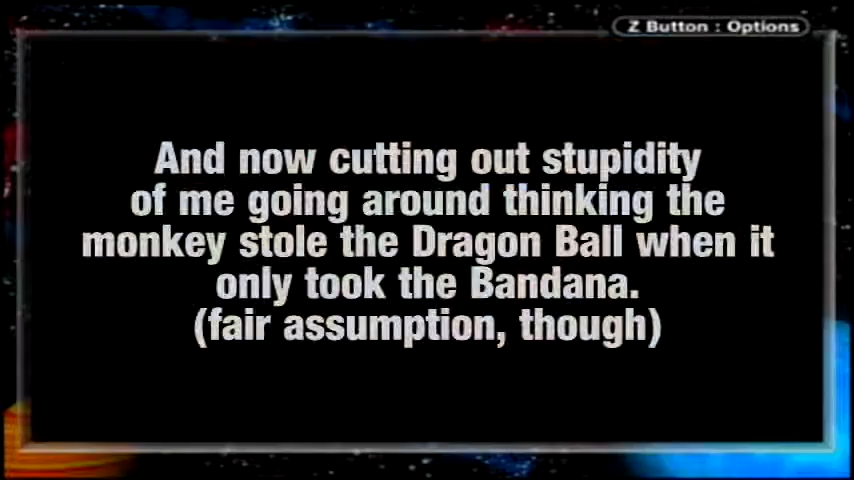 Z Button : Options
And now cutting out stupidity
of me going around thinking the
monkey stole the Dragon Ball when it
only took the Bandana.
(fair assumption, though)